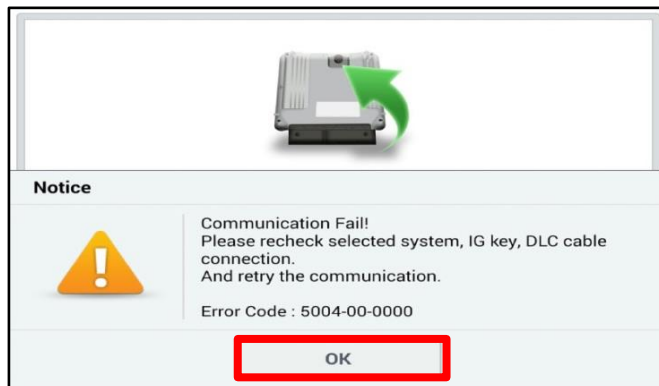 Notice
Communication Fail!
Please recheck selected system, IG key, DLC cable
connection.
And retry the communication.
Error Code : 5004-00-0000
OK